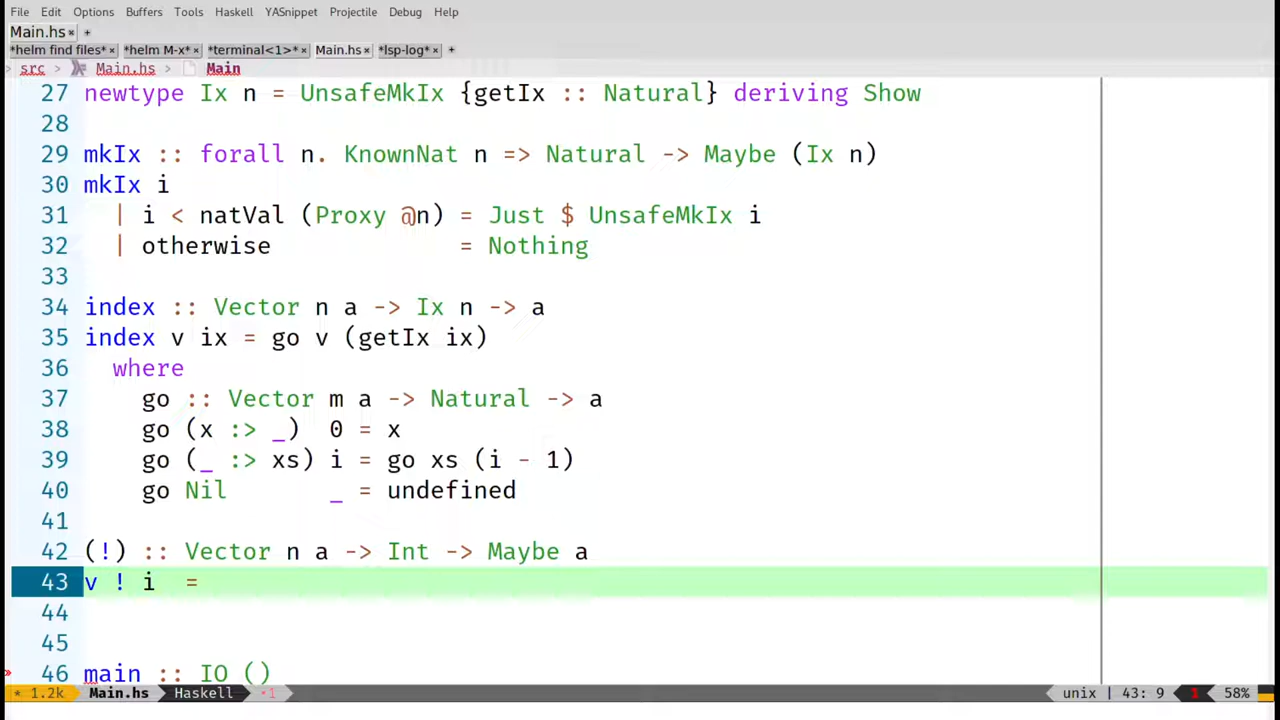 File Edit Options Buffers Tools Haskell YASnippet Projectile Debug Help
Main.hs × +
*helm find files* × *helm M-x* × *terminal<1>* × Main.hs × *lsp-log* × +
> src > Main.hs > Main
27 newtype Ix n = UnsafeMkIx {getIx :: Natural} deriving Show
28
29 mkIx :: forall n. KnownNat n => Natural -> Maybe (Ix n)
30 mkIx i
31   | i < natVal (Proxy @n) = Just $ UnsafeMkIx i
32   | otherwise             = Nothing
33
34 index :: Vector n a -> Ix n -> a
35 index v ix = go v (getIx ix)
36   where
37     go :: Vector m a -> Natural -> a
38     go (x :> _)  0 = x
39     go (_ :> xs) i = go xs (i - 1)
40     go Nil       _ = undefined
41
42 (!) :: Vector n a -> Int -> Maybe a
43 v ! i  =
44
45
» 46 main :: IO ()
* 1.2k Main.hs Haskell •1 unix | 43: 9 1 58%